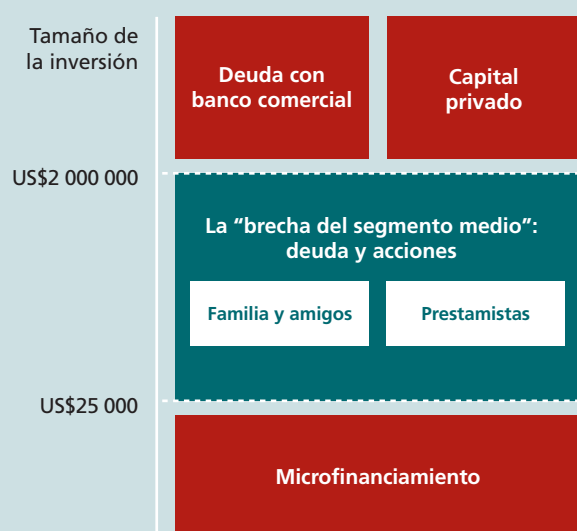 Tamaño de
la inversión
Deuda con
banco comercial
Capital
privado
US$2 000 000
La “brecha del segmento medio”:
deuda y acciones
Familia y amigos
Prestamistas
US$25 000
Microfinanciamiento